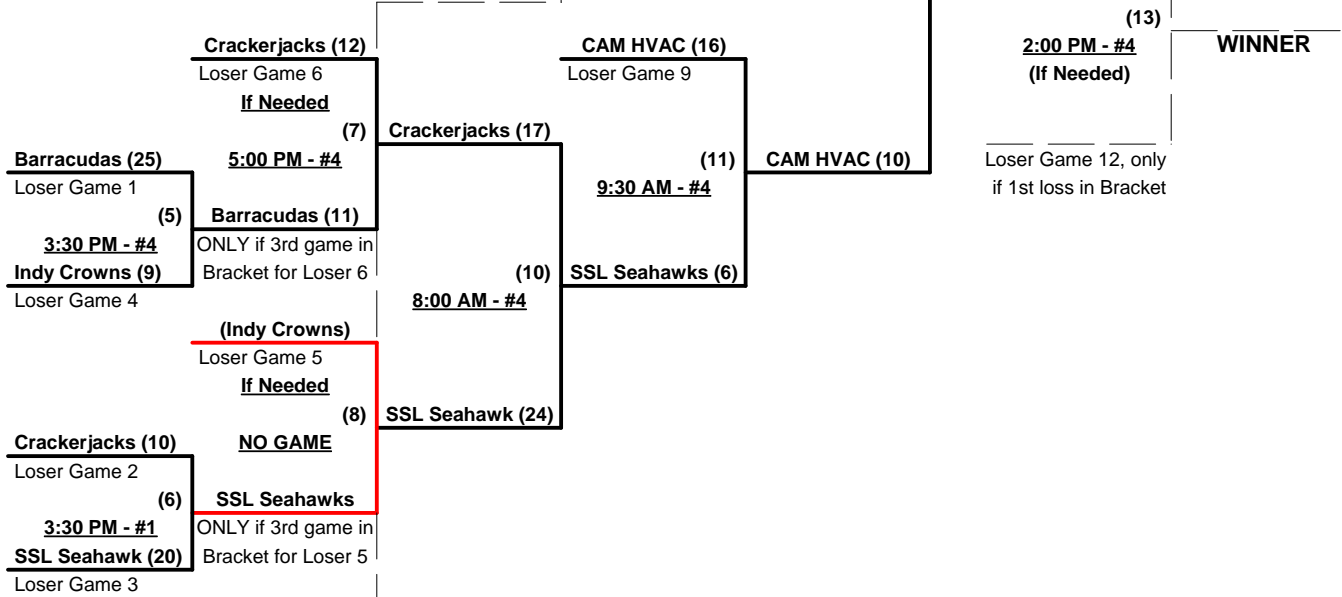 (13)
2:00 PM - #4
(If Needed)
WINNER
Loser Game 12, only
if 1st loss in Bracket
Crackerjacks (12)
Loser Game 6
If Needed
(7)
5:00 PM - #4
Crackerjacks (17)
CAM HVAC (16)
Loser Game 9
(11)
9:30 AM - #4
CAM HVAC (10)
Barracudas (25)
Loser Game 1
(5)
3:30 PM - #4
Indy Crowns (9)
Loser Game 4
Barracudas (11)
ONLY if 3rd game in
Bracket for Loser 6
(10)
8:00 AM - #4
SSL Seahawks (6)
(Indy Crowns)
Loser Game 5
If Needed
(8)
NO GAME
SSL Seahawk (24)
Crackerjacks (10)
Loser Game 2
(6)
3:30 PM - #1
SSL Seahawk (20)
Loser Game 3
SSL Seahawks
ONLY if 3rd game in
Bracket for Loser 5